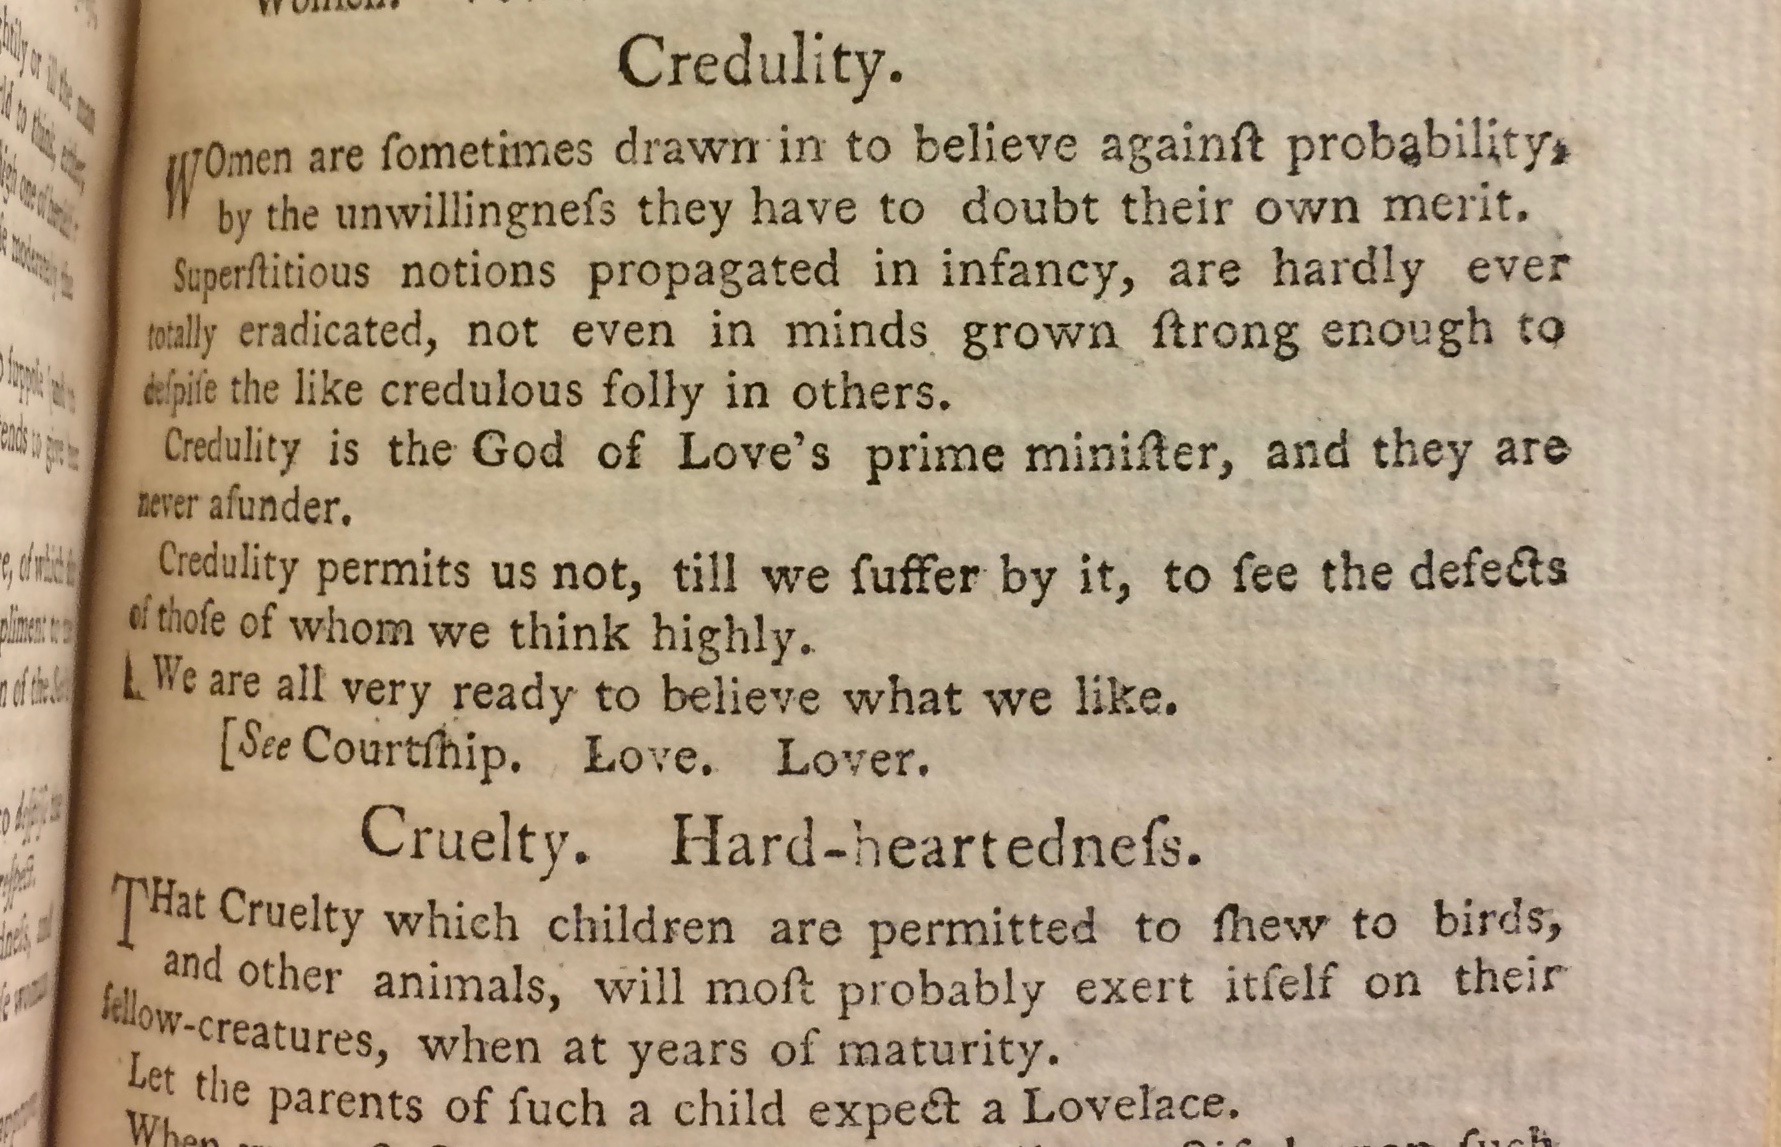 Women.
Credulity.
WOmen are ſometimes drawn in to believe againſt probability,
by the unwillingneſs they have to doubt their own merit.
Superſtitious notions propagated in infancy, are hardly ever
totally eradicated, not even in minds grown ſtrong enough to
deſpiſe the like credulous folly in others.
Credulity is the God of Love's prime miniſter, and they are
never aſunder.
Credulity permits us not, till we ſuffer by it, to ſee the defects
of thoſe of whom we think highly.
We are all very ready to believe what we like.
[See Courtſhip. Love. Lover.
Cruelty. Hard-heartedneſs.
THat Cruelty which children are permitted to ſhew to birds,
and other animals, will moſt probably exert itſelf on their
fellow-creatures, when at years of maturity.
Let the parents of ſuch a child expect a Lovelace.
When
ſuch